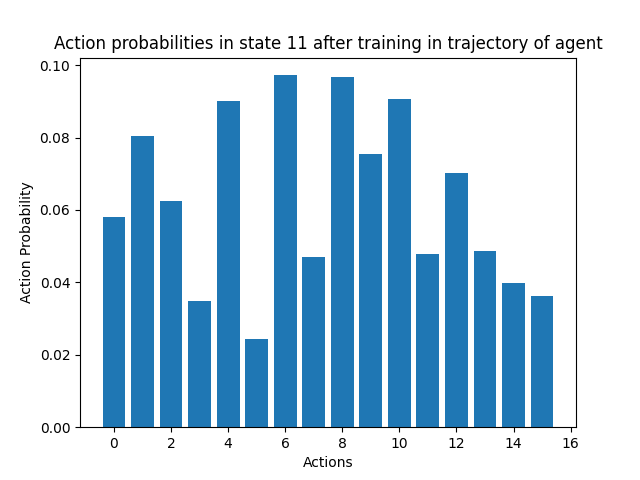 Action probabilities in state 11 after training in trajectory of agent
0.10
0.08
0.06
0.04
0.02
0.00
Action Probability
0 2 4 6 8 10 12 14 16
Actions